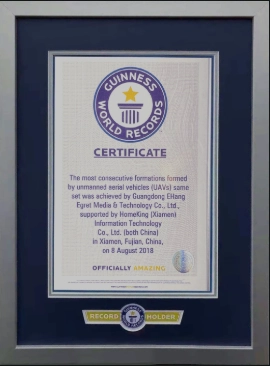 GUINNESS
WORLD RECORDS
CERTIFICATE
The most consecutive formations formed
by unmanned aerial vehicles (UAVs) same
set was achieved by Guangdong EHang
Egret Media & Technology Co., Ltd.,
supported by HomeKing (Xiamen)
Information Technology
Co., Ltd. (both China)
in Xiamen, Fujian, China,
on 8 August 2018
OFFICIALLY AMAZING
RECORD HOLDER